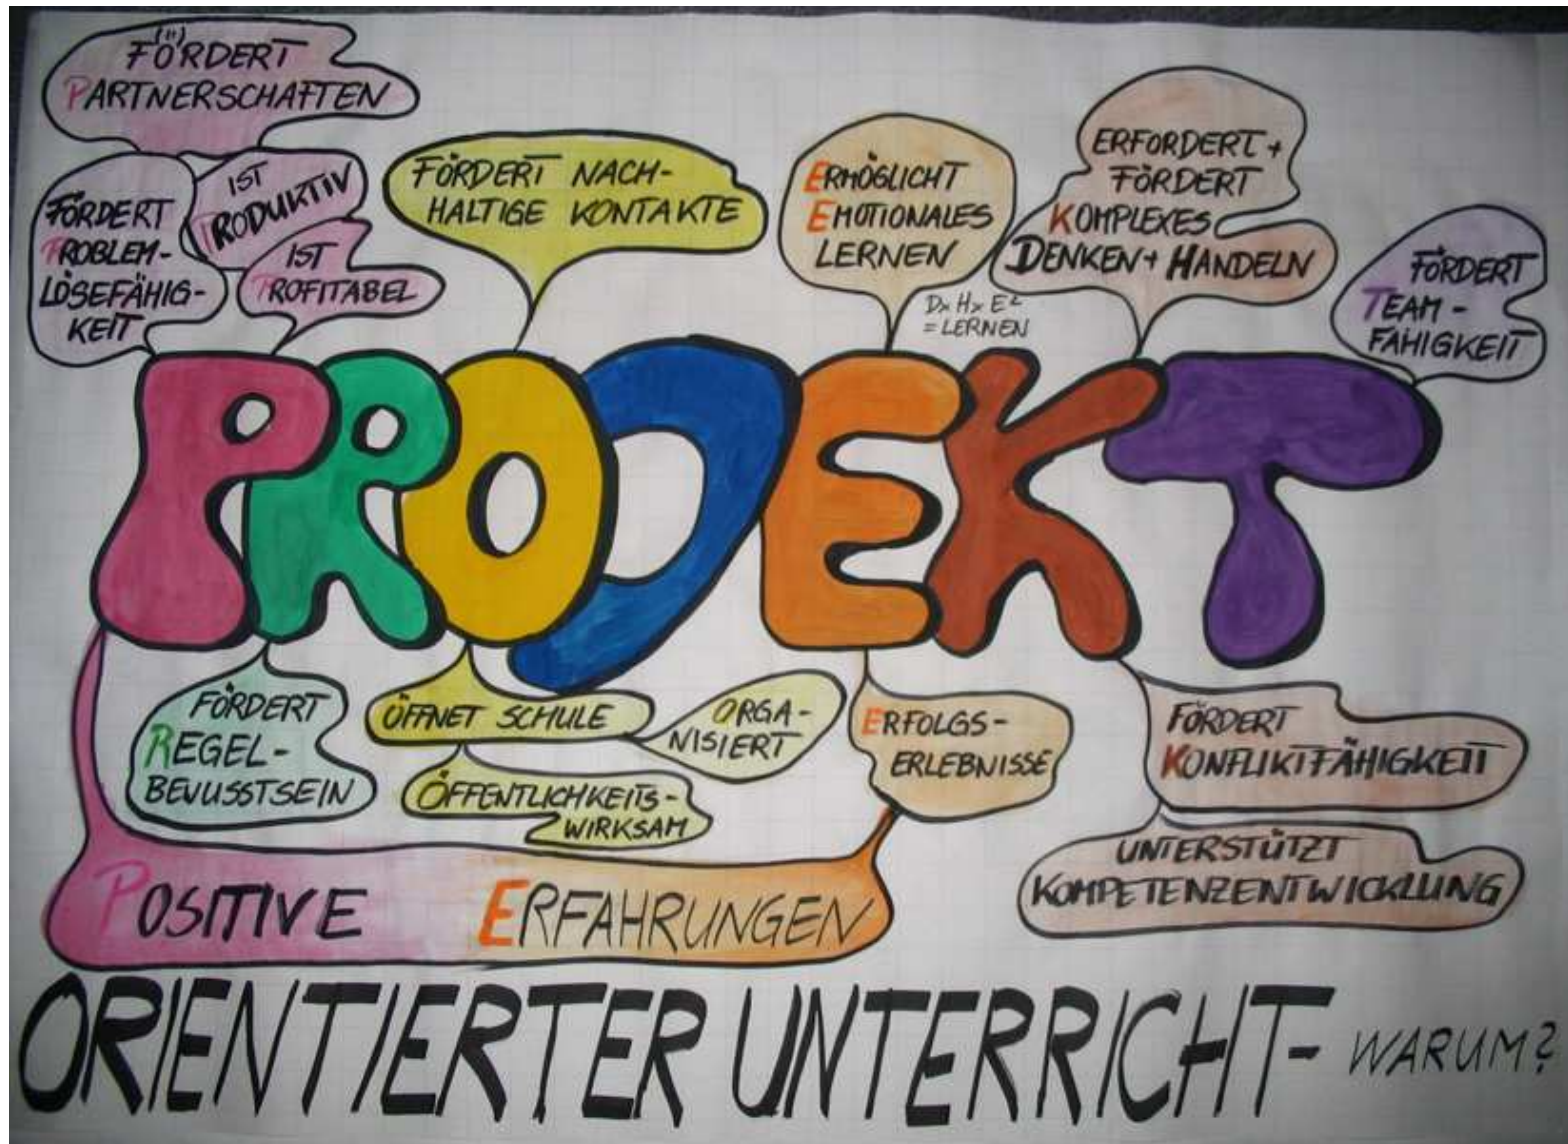 FÖRDERT
PARTNERSCHAFTEN
FÖRDERT
PROBLEM-
LÖSEFÄHIG-
KEIT
IST
PRODUKTIV
IST
PROFITABEL
FÖRDERT NACH-
HALTIGE KONTAKTE
ERMÖGLICHT
EMOTIONALES
LERNEN
D x H x E²
= LERNEN
ERFORDERT +
FÖRDERT
KOMPLEXES
DENKEN + HANDELN
FÖRDERT
TEAM-
FÄHIGKEIT
PROJEKT
FÖRDERT
REGEL-
BEWUSSTSEIN
ÖFFNET SCHULE
ORGA-
NISIERT
ÖFFENTLICHKEITS-
WIRKSAM
ERFOLGS-
ERLEBNISSE
FÖRDERT
KONFLIKTFÄHIGKEIT
UNTERSTÜTZT
KOMPETENZENTWICKLUNG
POSITIVE ERFAHRUNGEN
ORIENTIERTER UNTERRICHT- WARUM?